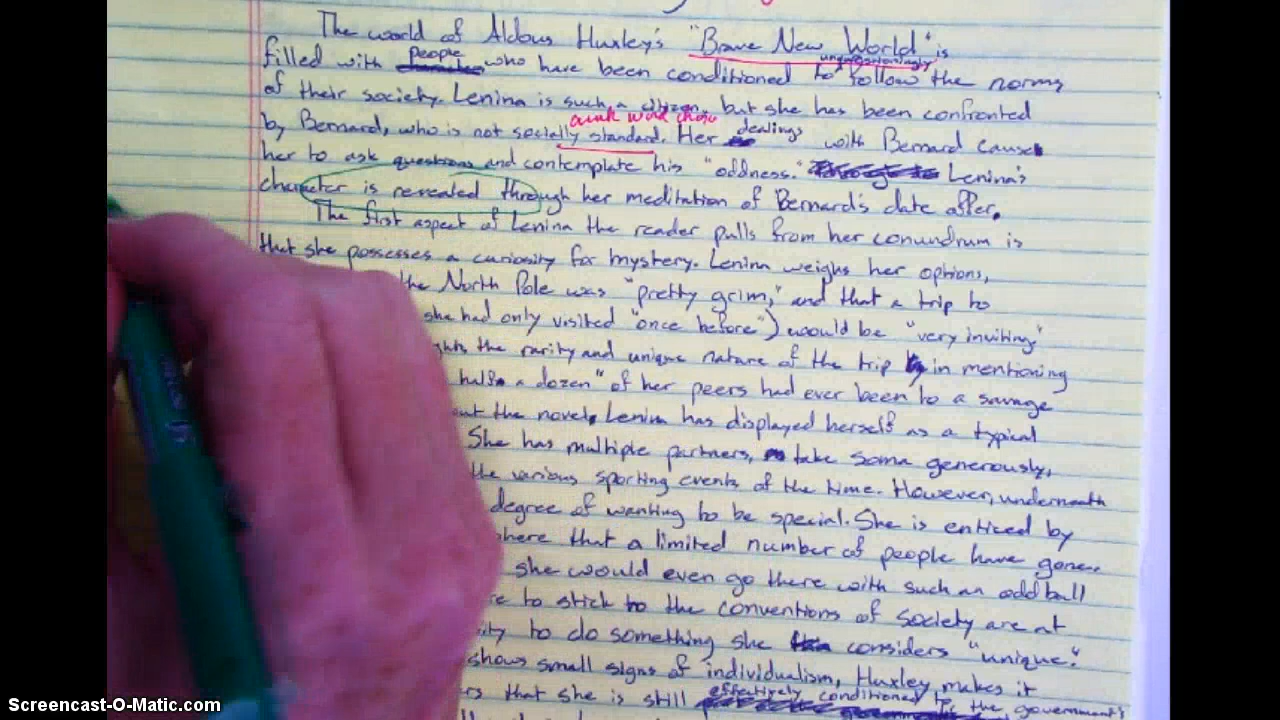 The world of Aldous Huxley's "Brave New World" is
unquestioningly
filled with people who have been conditioned to follow the norms
of their society. Lenina is such a citizen, but she has been confronted
awk word choice
by Bernard, who is not socially standard. Her dealings with Bernard cause
her to ask questions and contemplate his "oddness." Lenina's
character is revealed through her meditation of Bernard's date offer.
The first aspect of Lenina the reader pulls from her conundrum is
that she possesses a curiosity for mystery. Lenina weighs her options,
the North Pole was "pretty grim," and that a trip to
she had only visited "once before") would be "very inviting"
the rarity and unique nature of the trip in mentioning
half a dozen" of her peers had ever been to a savage
the novel, Lenina has displayed herself as a typical
She has multiple partners, take soma generously,
the various sporting events of the time. However, underneath
degree of wanting to be special. She is enticed by
that a limited number of people have gone.
she would even go there with such an odd ball
to stick to the conventions of society are at
to do something she considers "unique."
shows small signs of individualism, Huxley makes it
that she is still effectively conditioned the government's
Screencast-O-Matic.com